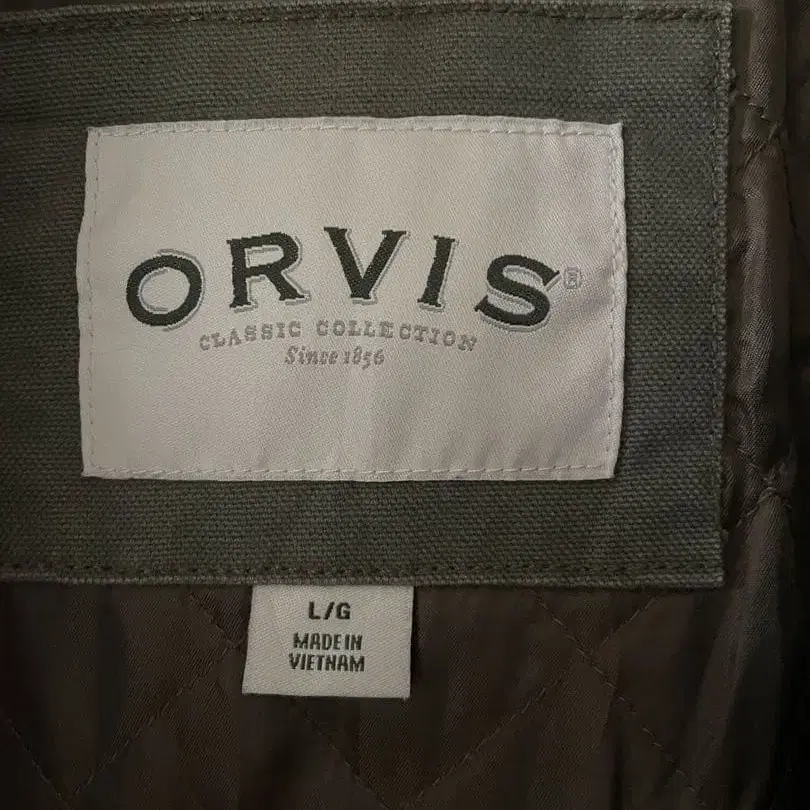 ORVIS®
CLASSIC COLLECTION
Since 1856
L/G
MADE IN
VIETNAM